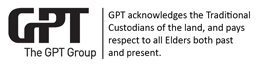 GPT
The GPT Group
GPT acknowledges the Traditional
Custodians of the land, and pays
respect to all Elders both past
and present.